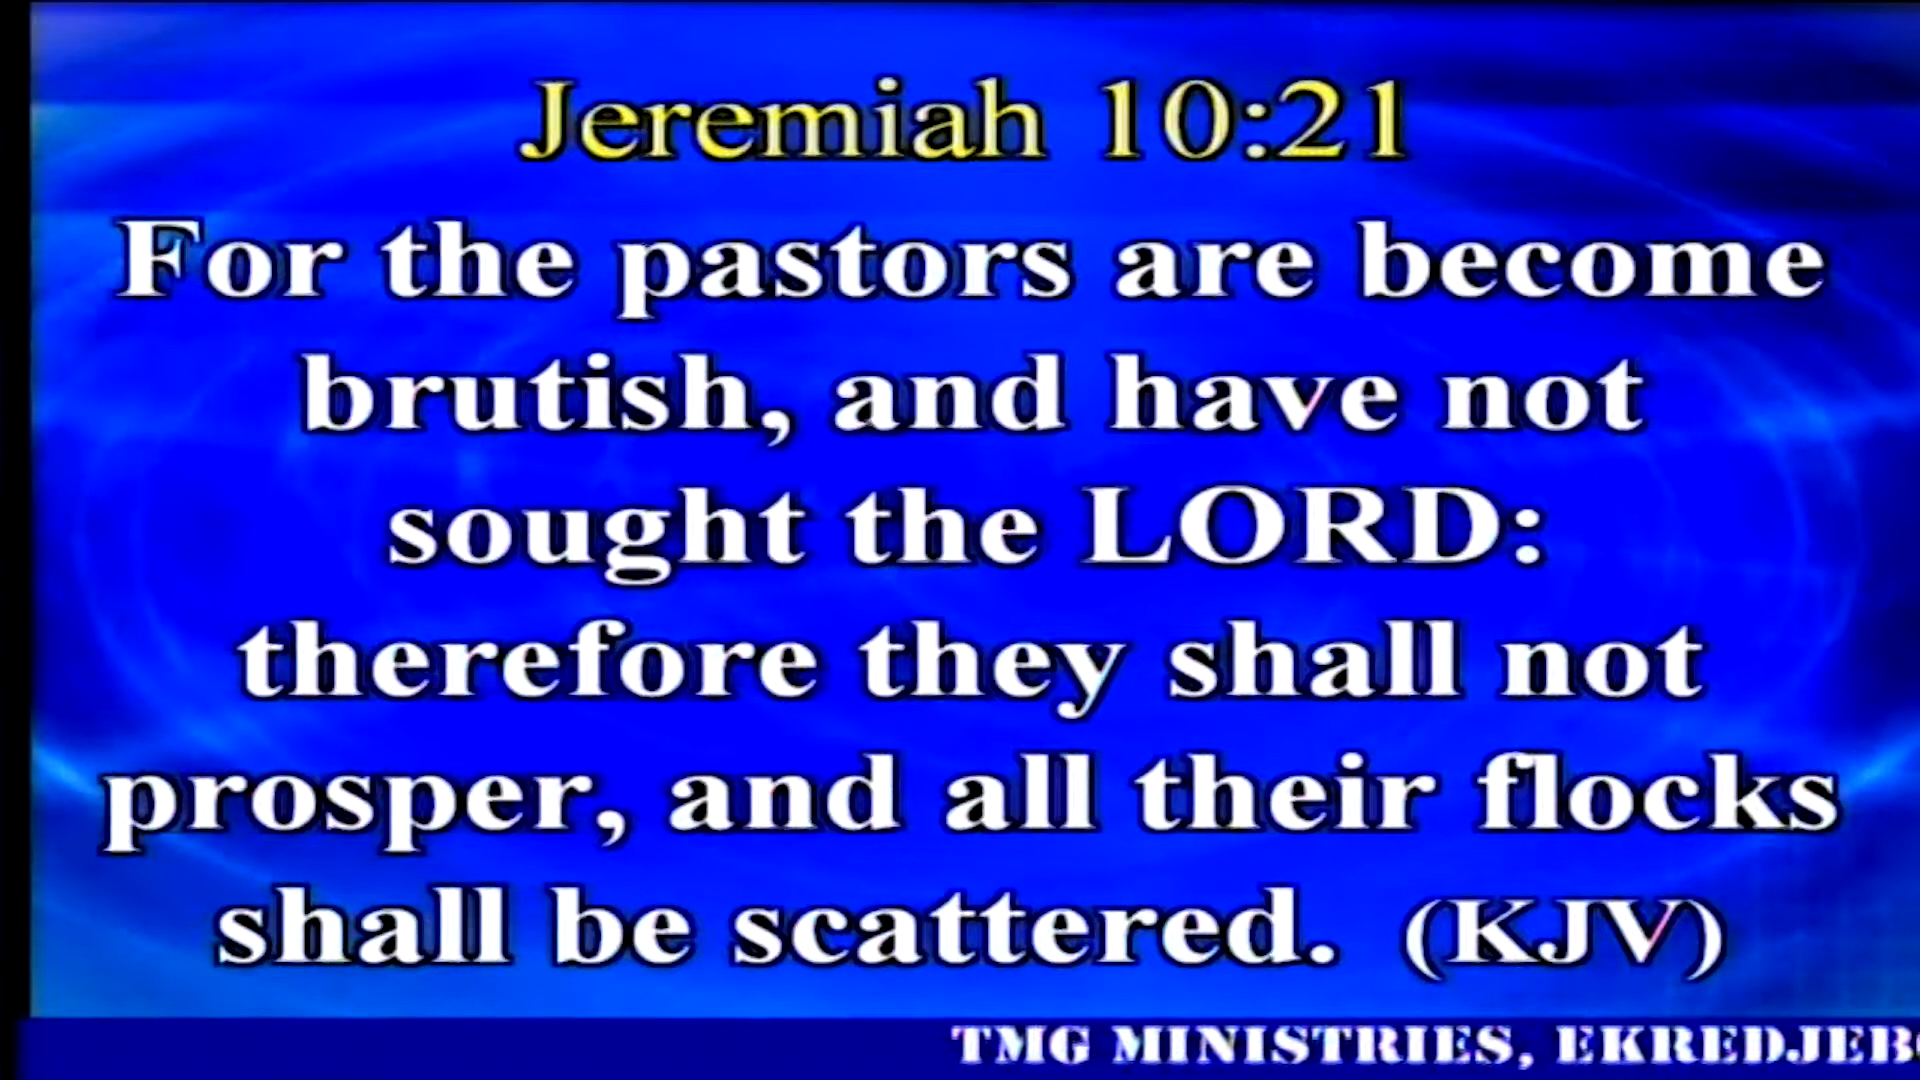 Jeremiah 10:21
For the pastors are become
brutish, and have not
sought the LORD:
therefore they shall not
prosper, and all their flocks
shall be scattered. (KJV)
TMG MINISTRIES,